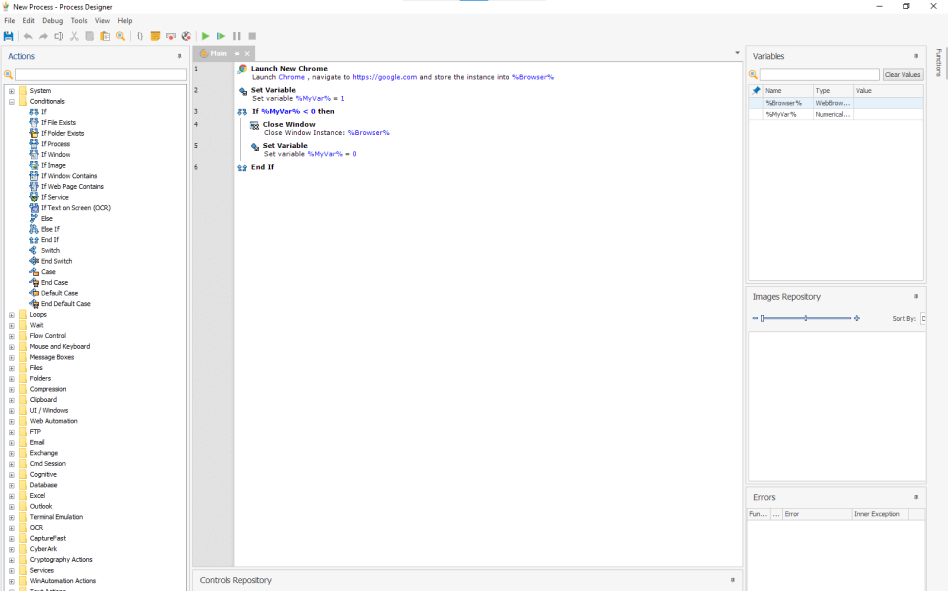 New Process - Process Designer
File Edit Debug Tools View Help
Actions
System
Conditionals
If
If File Exists
If Folder Exists
If Process
If Window
If Image
If Window Contains
If Web Page Contains
If Service
If Text on Screen (OCR)
Else
Else If
End If
Switch
End Switch
Case
End Case
Default Case
End Default Case
Loops
Wait
Flow Control
Mouse and Keyboard
Message Boxes
Files
Folders
Compression
Clipboard
UI / Windows
Web Automation
FTP
Email
Exchange
Cmd Session
Cognitive
Database
Excel
Outlook
Terminal Emulation
OCR
CaptureFast
CyberArk
Cryptography Actions
Services
WinAutomation Actions
Text Actions
Main
1 Launch New Chrome
Launch Chrome , navigate to https://google.com and store the instance into %Browser%
2 Set Variable
Set variable %MyVar% = 1
3 If %MyVar% < 0 then
4 Close Window
Close Window Instance: %Browser%
5 Set Variable
Set variable %MyVar% = 0
6 End If
Controls Repository
Variables
Clear Values
Name Type Value
%Browser% WebBrow...
%MyVar% Numerical...
Images Repository
Sort By:
Errors
Fun... ... Error Inner Exception
Functions